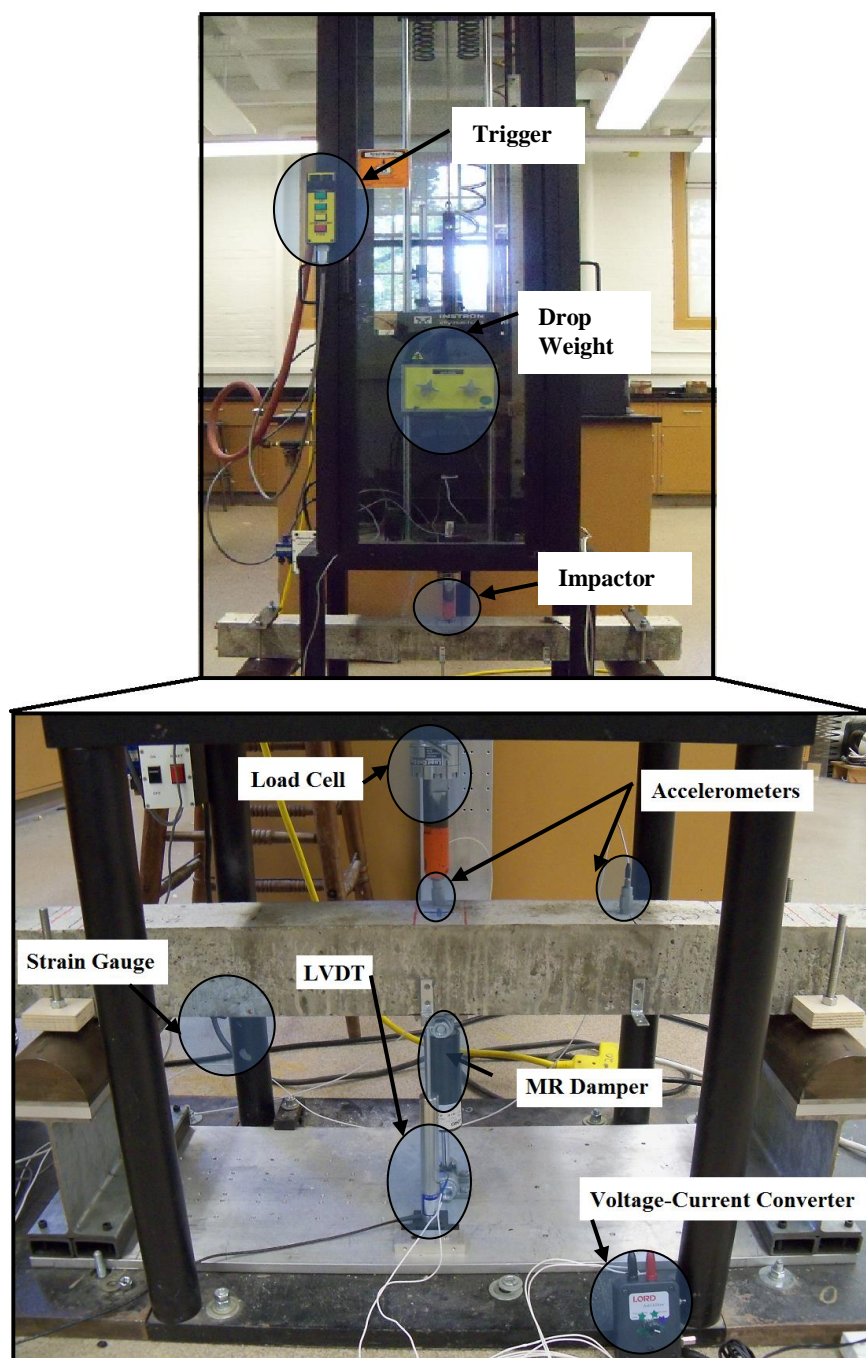 Trigger
Drop
Weight
INSTRON
Impactor
Load Cell
Accelerometers
Strain Gauge
LVDT
MR Damper
Voltage-Current Converter
LORD